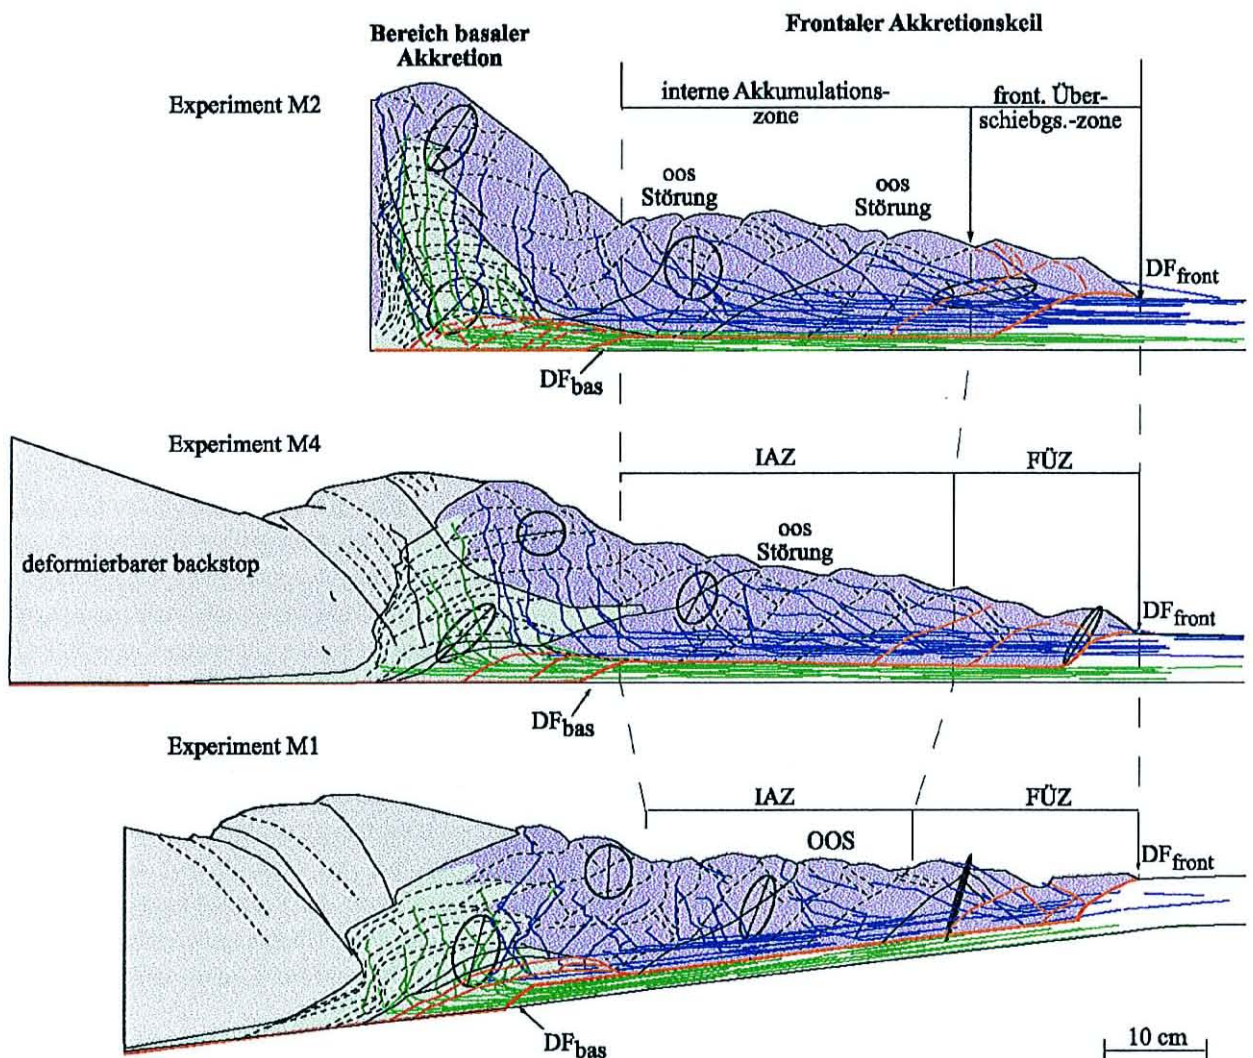 Frontaler Akkretionskeil
Bereich basaler
Akkretion
Experiment M2
interne Akkumulations-
zone
front. Über-
schiebgs.-zone
oos
Störung
oos
Störung
DFfront
DFbas
Experiment M4
IAZ
FÜZ
oos
Störung
deformierbarer backstop
DFfront
DFbas
Experiment M1
IAZ
FÜZ
OOS
DFfront
DFbas
10 cm